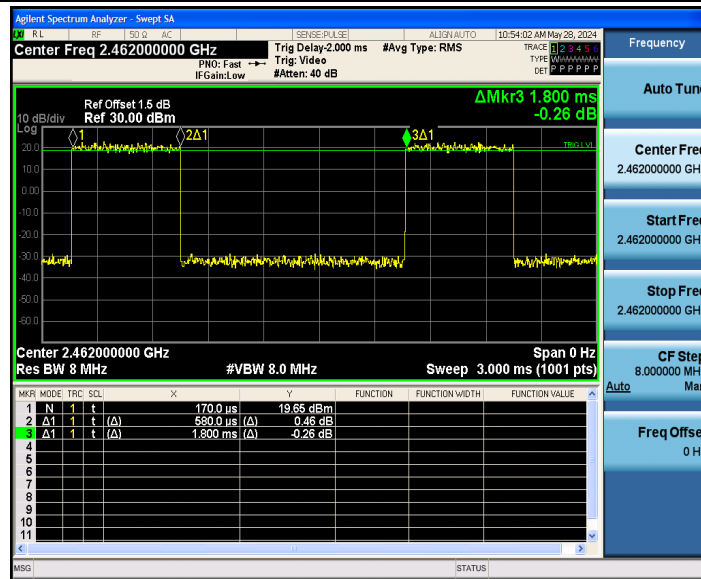 Agilent Spectrum Analyzer - Swept SA
LXI RL RF 50 Ω AC SENSE:PULSE ALIGN AUTO 10:54:02 AM May 28, 2024
Center Freq 2.462000000 GHz
PNO: Fast
IFGain:Low
Trig Delay-2.000 ms
Trig: Video
#Atten: 40 dB
#Avg Type: RMS
TRACE 1 2 3 4 5 6
TYPE WWWWWW
DET P P P P P P
ΔMkr3 1.800 ms
-0.26 dB
Ref Offset 1.5 dB
10 dB/div Ref 30.00 dBm
Log
1 2Δ1 3Δ1
TRIG LVL
20.0
10.0
0.00
-10.0
-20.0
-30.0
-40.0
-50.0
-60.0
Center 2.462000000 GHz Span 0 Hz
Res BW 8 MHz #VBW 8.0 MHz Sweep 3.000 ms (1001 pts)
MKR MODE TRC SCL X Y FUNCTION FUNCTION WIDTH FUNCTION VALUE
1 N 1 t 170.0 µs 19.65 dBm
2 Δ1 1 t (Δ) 580.0 µs (Δ) 0.46 dB
3 Δ1 1 t (Δ) 1.800 ms (Δ) -0.26 dB
4
5
6
7
8
9
10
11
MSG STATUS
Frequency
Auto Tun
Center Fre
2.462000000 GH
Start Fre
2.462000000 GH
Stop Fre
2.462000000 GH
CF Step
8.000000 MH
Auto Ma
Freq Offse
0 H